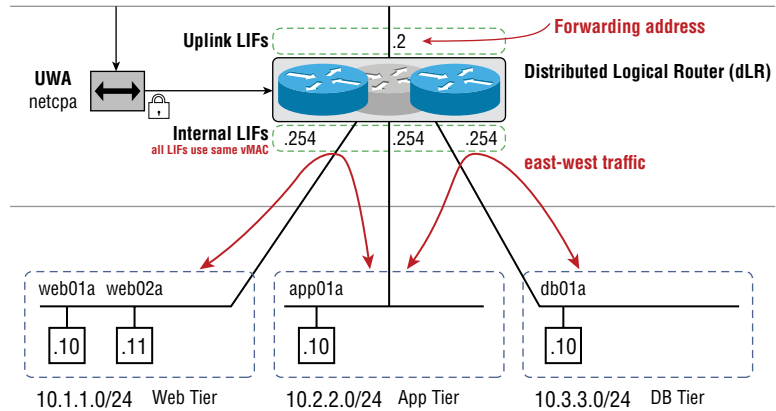 Forwarding address
Uplink LIFs
.2
UWA
netcpa
Distributed Logical Router (dLR)
Internal LIFs
all LIFs use same vMAC
.254 .254 .254
east-west traffic
web01a web02a
app01a
db01a
.10 .11
.10
.10
10.1.1.0/24 Web Tier
10.2.2.0/24 App Tier
10.3.3.0/24 DB Tier